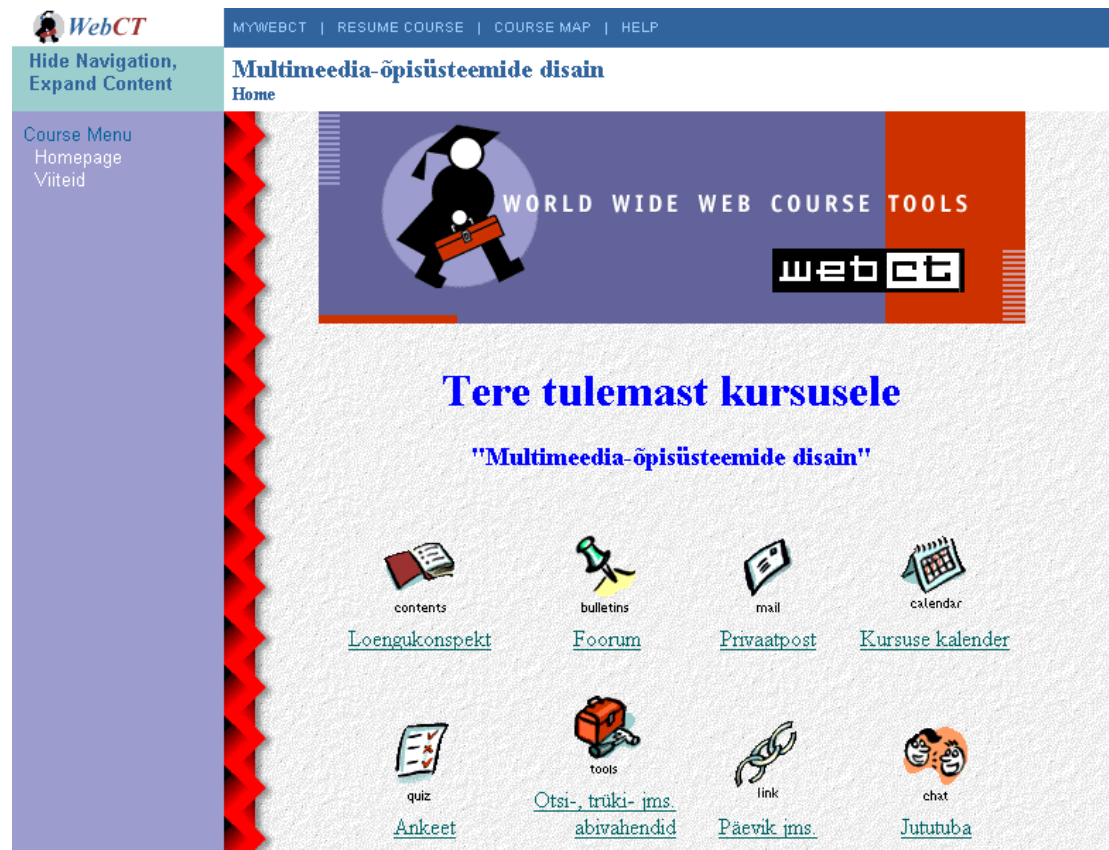 WebCT
MYWEBCT | RESUME COURSE | COURSE MAP | HELP
Hide Navigation,
Expand Content
Multimeedia-õpisüsteemide disain
Home
Course Menu
Homepage
Viiteid
WORLD WIDE WEB COURSE TOOLS
web ct
Tere tulemast kursusele
"Multimeedia-õpisüsteemide disain"
contents
bulletins
mail
calendar
Loengukonspekt
Foorum
Privaatpost
Kursuse kalender
quiz
tools
link
chat
Ankeet
Otsi-, trüki- jms.
abivahendid
Päevik jms.
Jututuba